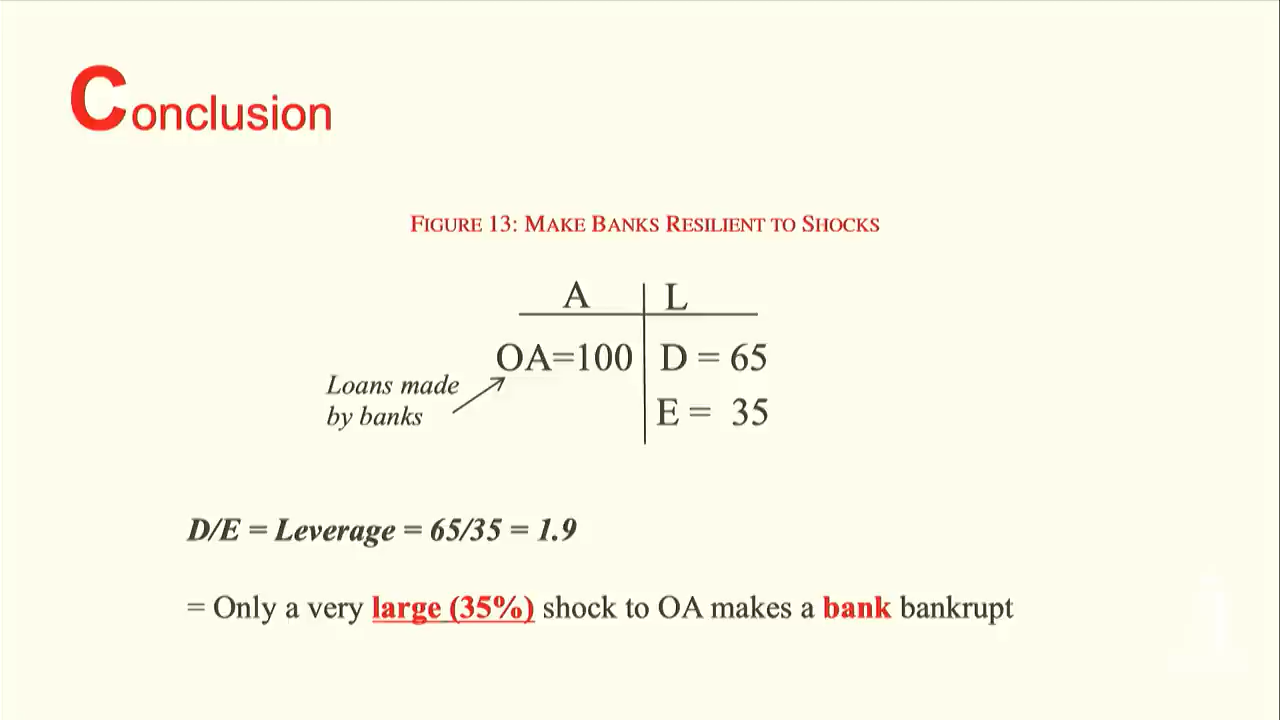 Conclusion
FIGURE 13: MAKE BANKS RESILIENT TO SHOCKS
A L
OA=100 D = 65
Loans made
by banks
E = 35
D/E = Leverage = 65/35 = 1.9
= Only a very large (35%) shock to OA makes a bank bankrupt